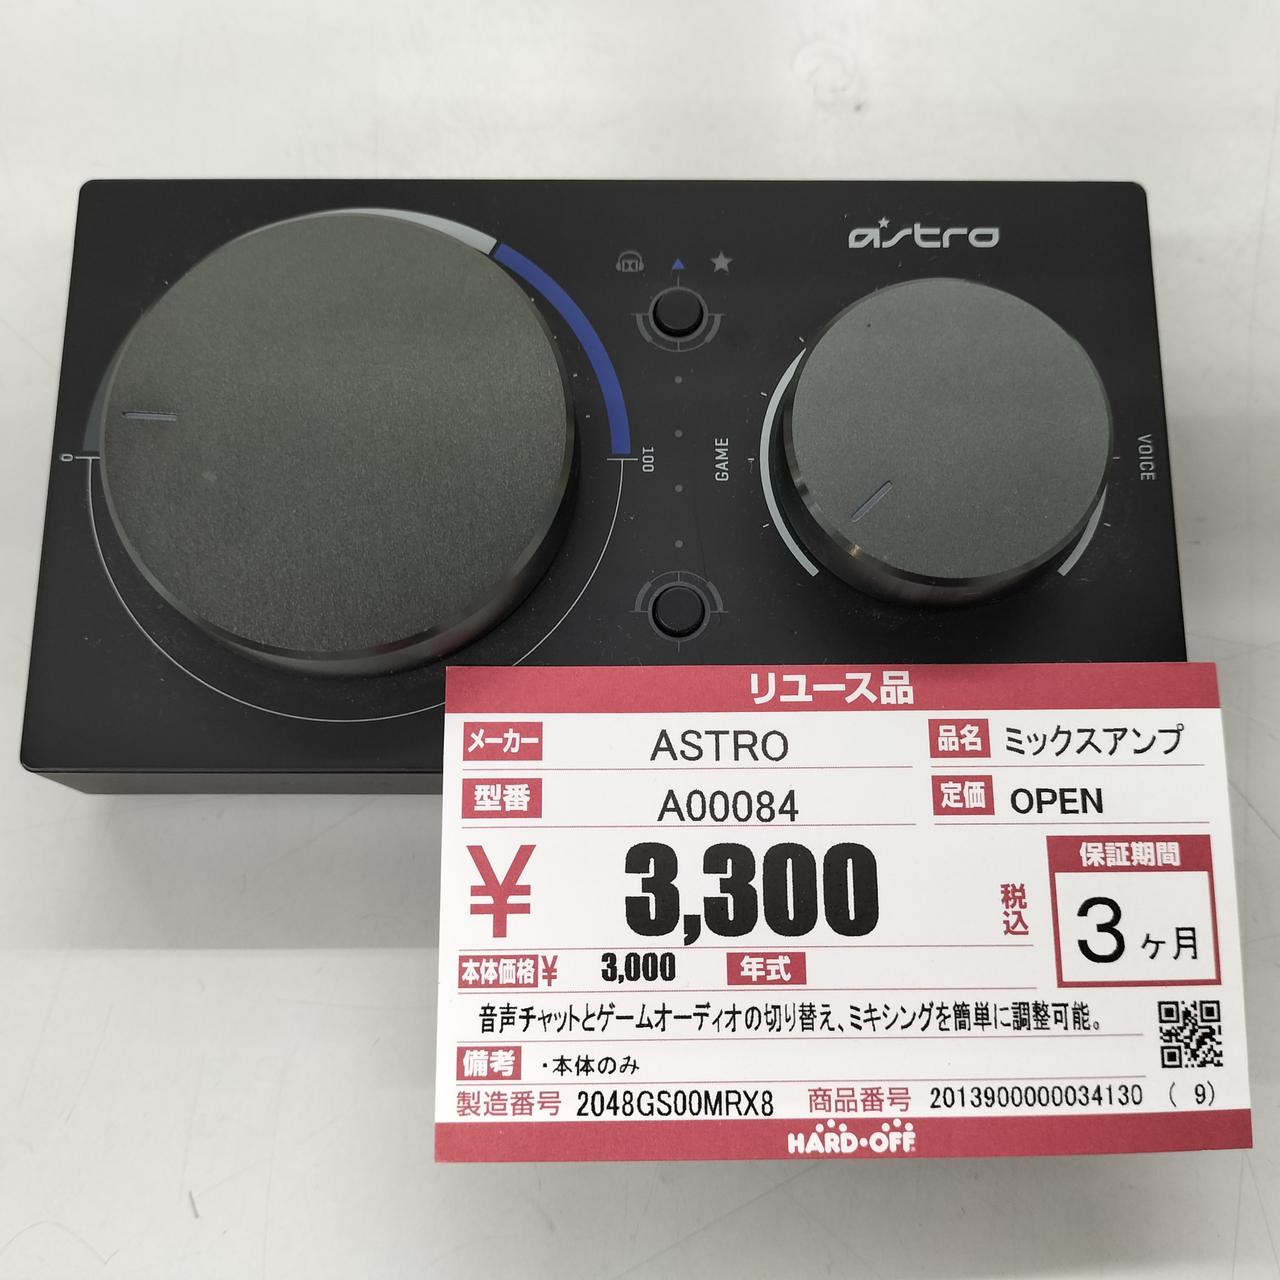 astro
0
100
GAME
VOICE
リユース品
メーカー ASTRO 品名 ミックスアンプ
型番 A00084 定価 OPEN
¥ 3,300 税込 保証期間 3ヶ月
本体価格¥ 3,000 年式
音声チャットとゲームオーディオの切り替え、ミキシングを簡単に調整可能。
備考 ・本体のみ
製造番号 2048GS00MRX8 商品番号 2013900000034130 ( 9)
HARD・OFF